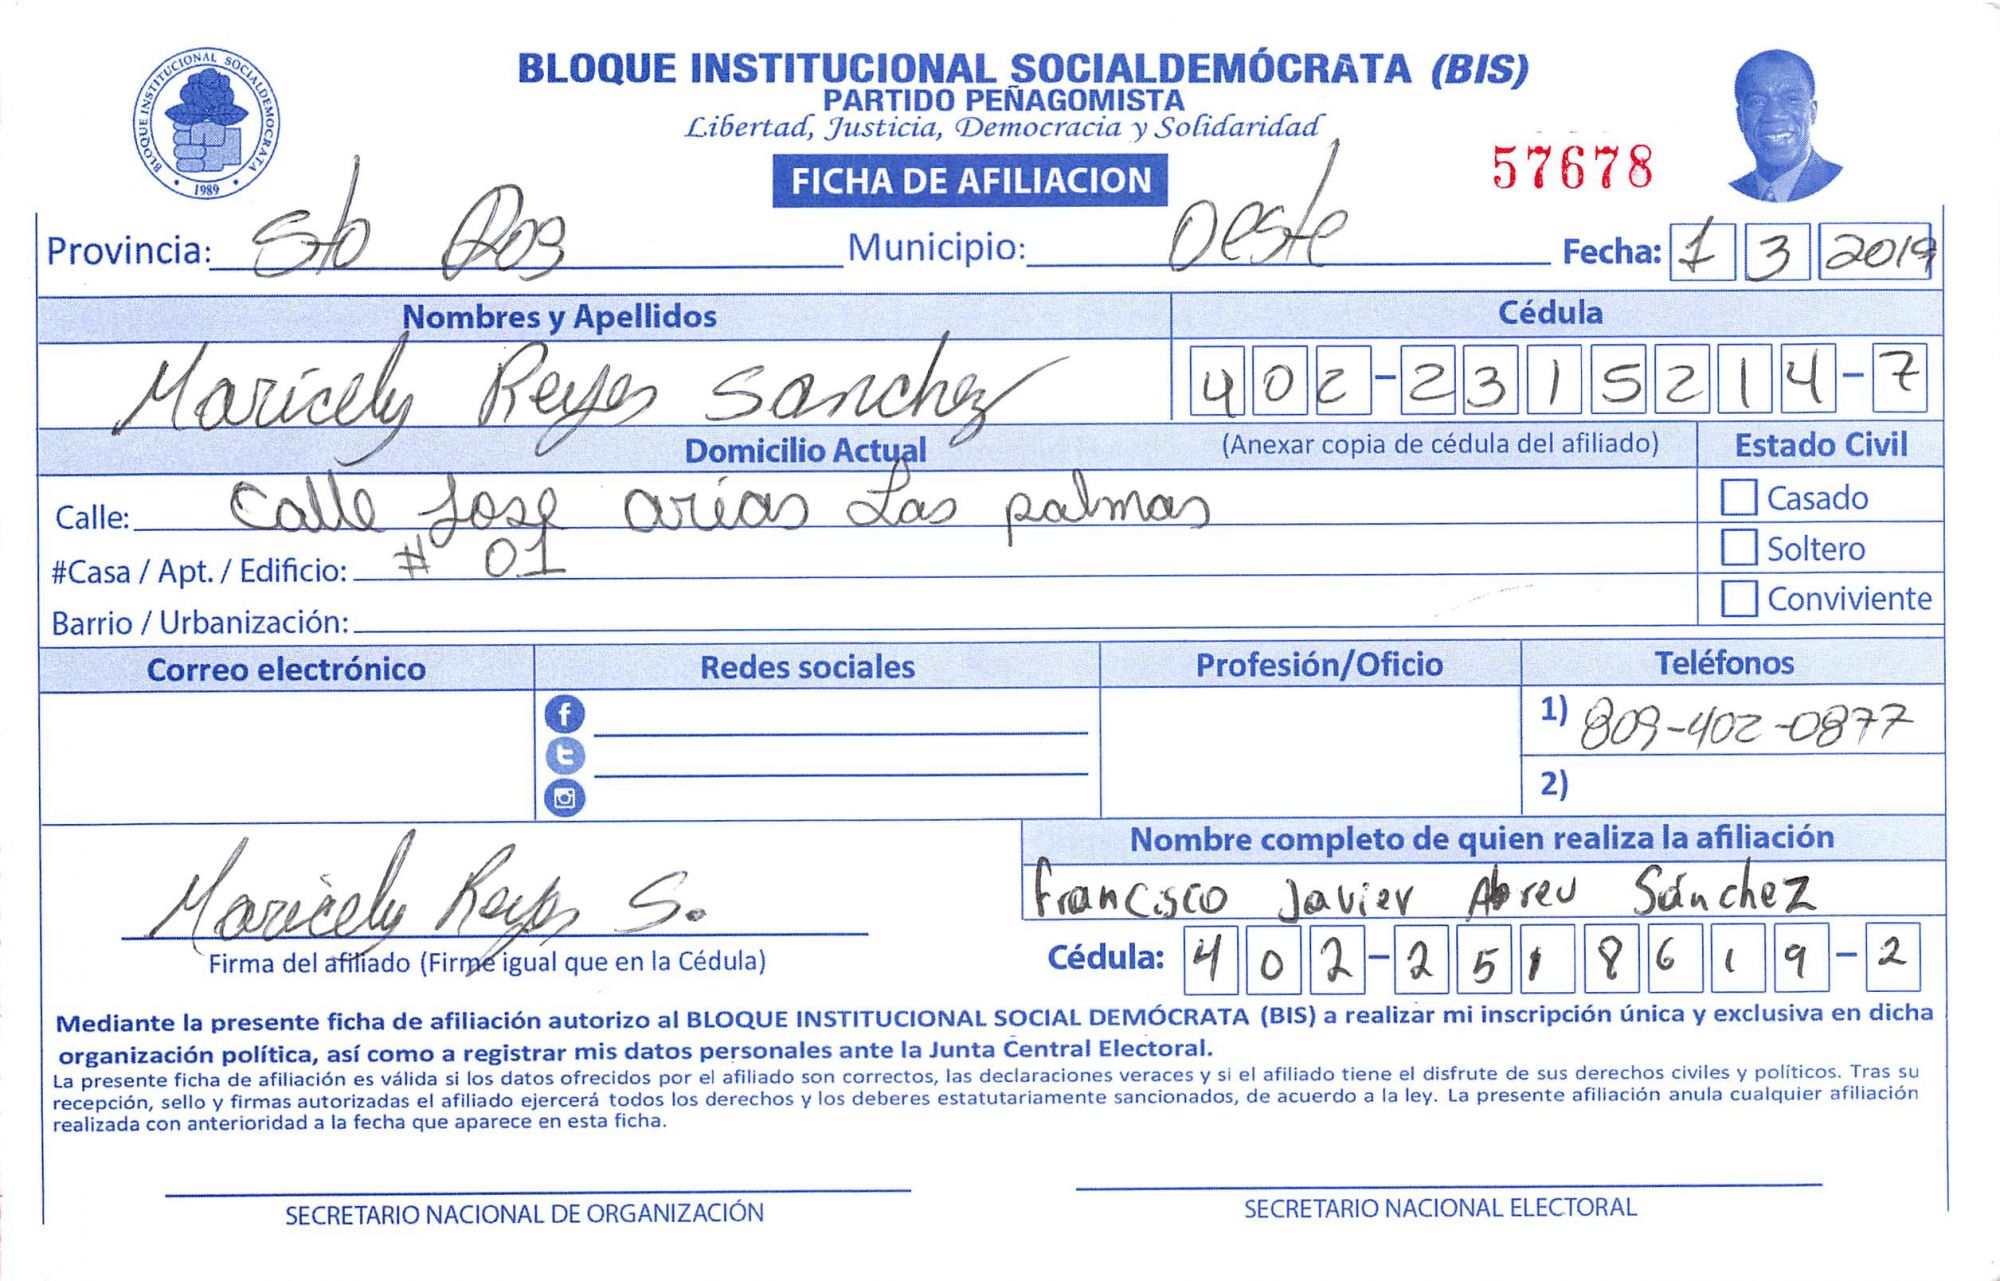 BLOQUE INSTITUCIONAL SOCIALDEMÓCRATA
1989
BLOQUE INSTITUCIONAL SOCIALDEMÓCRATA (BIS)
PARTIDO PEÑAGOMISTA
Libertad, Justicia, Democracia y Solidaridad
FICHA DE AFILIACION
57678
Provincia: Sto Dgo Municipio: Oeste Fecha: 1 3 2019
Nombres y Apellidos Cédula
Maricely Reyes Sanchez 402-2315214-7
Domicilio Actual (Anexar copia de cédula del afiliado) Estado Civil
Calle: Calle Jose arias Las palmas Casado
#Casa / Apt. / Edificio: # 01 Soltero
Barrio / Urbanización: Conviviente
Correo electrónico Redes sociales Profesión/Oficio Teléfonos
1) 809-402-0877
2)
Nombre completo de quien realiza la afiliación
Francisco Javier Abreu Sánchez
Maricely Reyes S.
Firma del afiliado (Firme igual que en la Cédula) Cédula: 402-2518619-2
Mediante la presente ficha de afiliación autorizo al BLOQUE INSTITUCIONAL SOCIAL DEMÓCRATA (BIS) a realizar mi inscripción única y exclusiva en dicha
organización política, así como a registrar mis datos personales ante la Junta Central Electoral.
La presente ficha de afiliación es válida si los datos ofrecidos por el afiliado son correctos, las declaraciones veraces y si el afiliado tiene el disfrute de sus derechos civiles y políticos. Tras su
recepción, sello y firmas autorizadas el afiliado ejercerá todos los derechos y los deberes estatutariamente sancionados, de acuerdo a la ley. La presente afiliación anula cualquier afiliación
realizada con anterioridad a la fecha que aparece en esta ficha.
SECRETARIO NACIONAL DE ORGANIZACIÓN SECRETARIO NACIONAL ELECTORAL